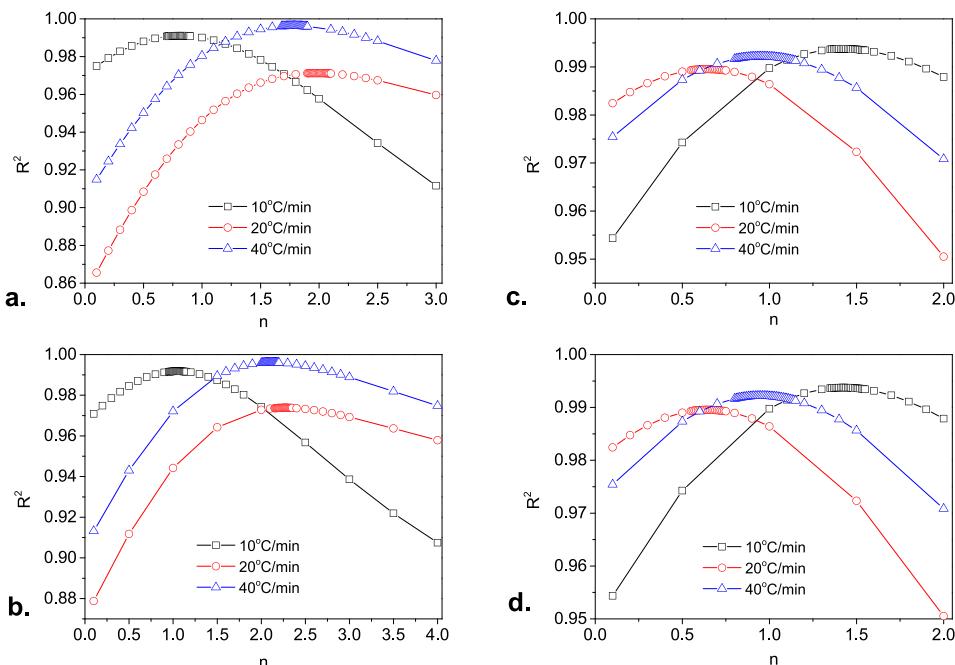 1.00
0.98
0.96
0.94
0.92
0.90
0.88
0.86
R²
10°C/min
20°C/min
40°C/min
0.0 0.5 1.0 1.5 2.0 2.5 3.0
n
a.
1.00
0.99
0.98
0.97
0.95
0.95
R²
10°C/min
20°C/min
40°C/min
0.0 0.5 1.0 1.5 2.0
n
c.
1.00
0.98
0.96
0.94
0.92
0.90
0.88
R²
10°C/min
20°C/min
40°C/min
0.0 0.5 1.0 1.5 2.0 2.5 3.0 3.5 4.0
n
b.
1.00
0.99
0.98
0.97
0.96
0.95
R²
10°C/min
20°C/min
40°C/min
0.0 0.5 1.0 1.5 2.0
n
d.